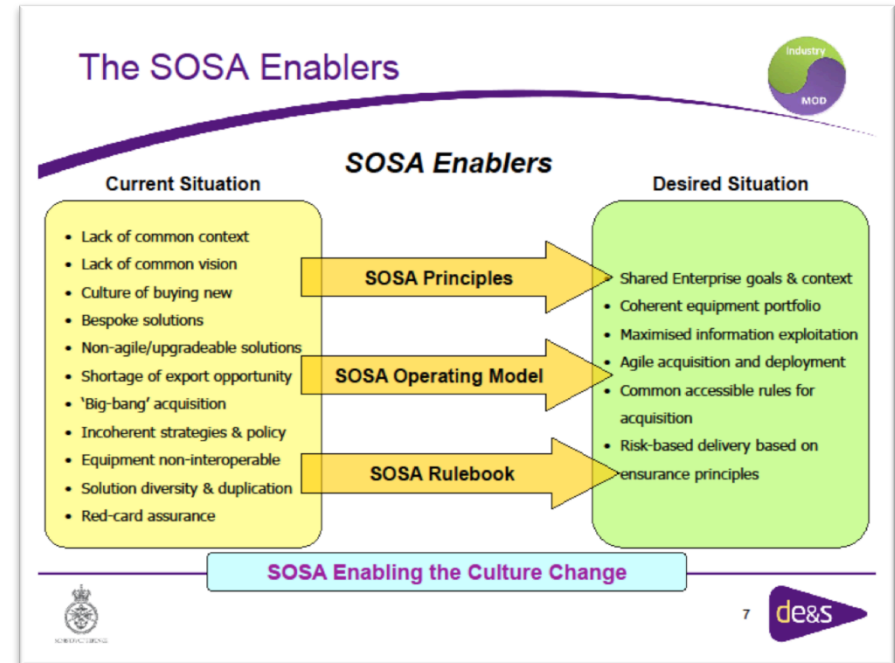 The SOSA Enablers
Industry
MOD
SOSA Enablers
Current Situation
• Lack of common context
• Lack of common vision
• Culture of buying new
• Bespoke solutions
• Non-agile/upgradeable solutions
• Shortage of export opportunity
• ‘Big-bang’ acquisition
• Incoherent strategies & policy
• Equipment non-interoperable
• Solution diversity & duplication
• Red-card assurance
SOSA Principles
SOSA Operating Model
SOSA Rulebook
Desired Situation
• Shared Enterprise goals & context
• Coherent equipment portfolio
• Maximised information exploitation
• Agile acquisition and deployment
• Common accessible rules for
acquisition
• Risk-based delivery based on
ensurance principles
SOSA Enabling the Culture Change
7
de&s